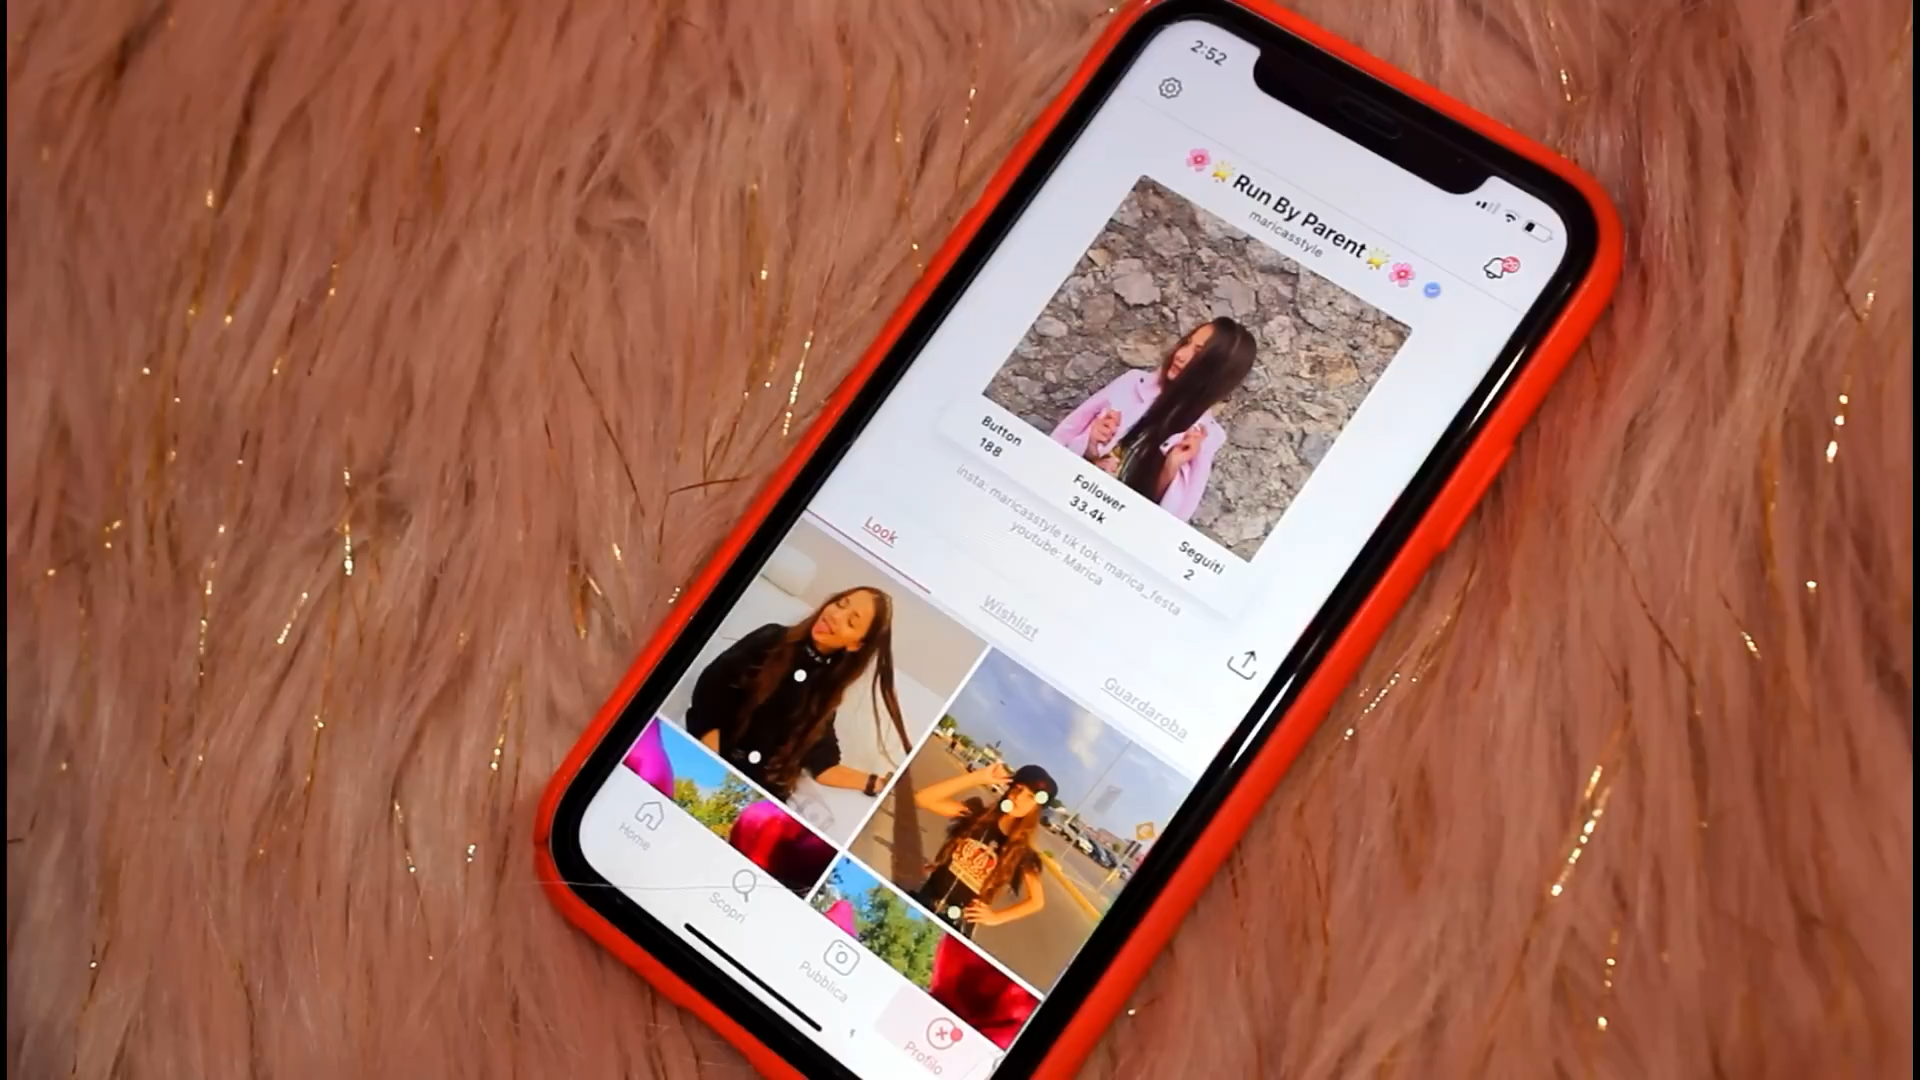 2:52
🌸🌟Run By Parent🌟🌸
maricasstyle
29
Button
188
Follower
33.4k
Seguiti
2
insta: maricasstyle tik tok: marica_festa
youtube: Marica
Look
Wishlist
Guardaroba
Home
Scopri
Pubblica
Profilo